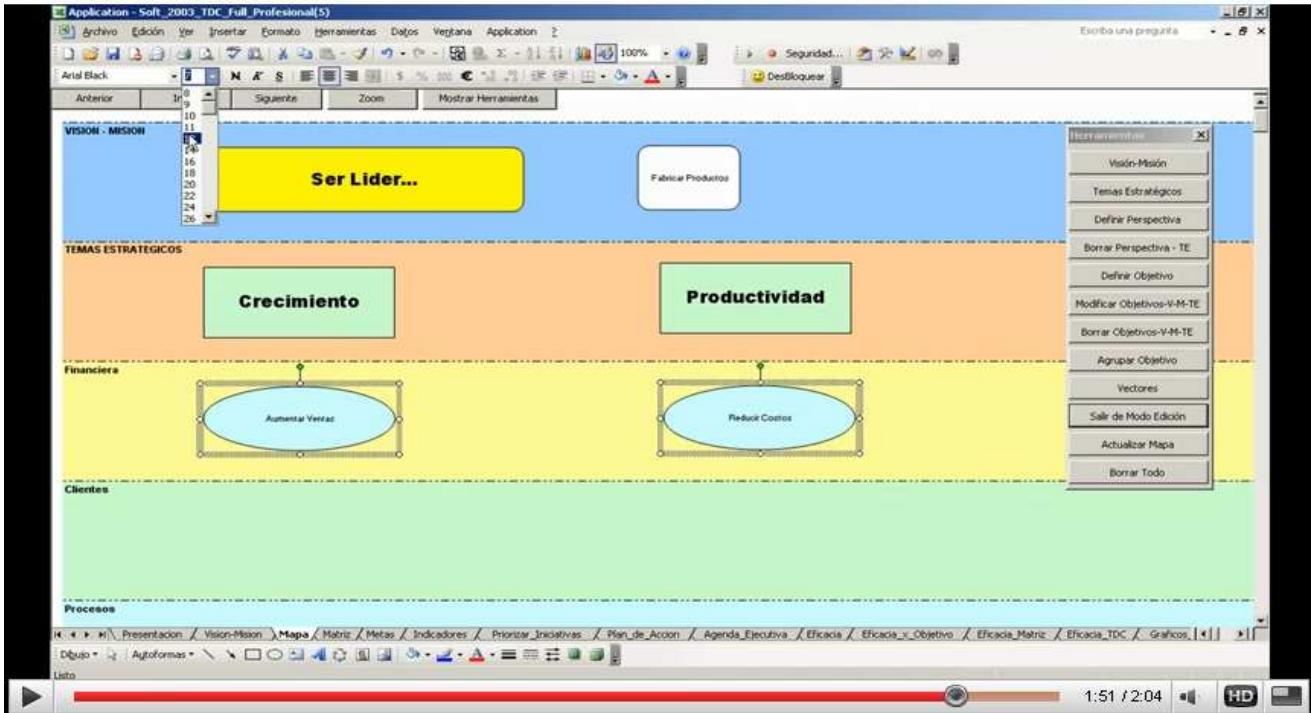 Application - Soft_2003_TDC_Full_Profesional(5)
Archivo Edición Ver Insertar Formato Herramientas Datos Ventana Application ?
Escriba una pregunta
100%
Seguridad...
Arial Black
7
N K S
DesBloquear
Anterior
Siguiente
Zoom
Mostrar Herramientas
8
9
10
11
16
18
20
22
24
26
VISION - MISION
Ser Lider...
Fabricar Productos
TEMAS ESTRATEGICOS
Crecimiento
Productividad
Financiera
Aumentar Ventas
Reducir Costos
Clientes
Procesos
Herramientas
Visión-Misión
Temas Estratégicos
Definir Perspectiva
Borrar Perspectiva - TE
Definir Objetivo
Modificar Objetivos-V-M-TE
Borrar Objetivos-V-M-TE
Agrupar Objetivo
Vectores
Salir de Modo Edición
Actualizar Mapa
Borrar Todo
Presentacion / Vision-Mision \ Mapa / Matriz / Metas / Indicadores / Priorizar_Iniciativas / Plan_de_Accion / Agenda_Ejecutiva / Eficacia / Eficacia_x_Objetivo / Eficacia_Matriz / Eficacia_TDC / Graficos_
Dibujo
Autoformas
Listo
1:51 / 2:04
HD